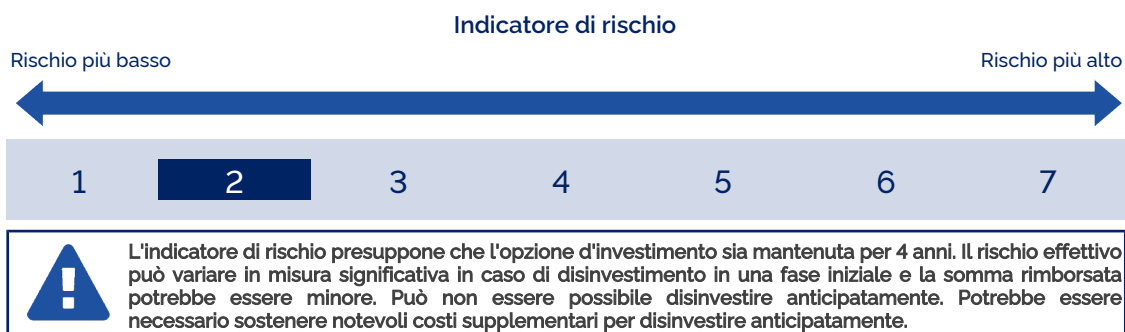 Indicatore di rischio
Rischio più basso
Rischio più alto
1 2 3 4 5 6 7
L'indicatore di rischio presuppone che l'opzione d'investimento sia mantenuta per 4 anni. Il rischio effettivo
può variare in misura significativa in caso di disinvestimento in una fase iniziale e la somma rimborsata
potrebbe essere minore. Può non essere possibile disinvestire anticipatamente. Potrebbe essere
necessario sostenere notevoli costi supplementari per disinvestire anticipatamente.